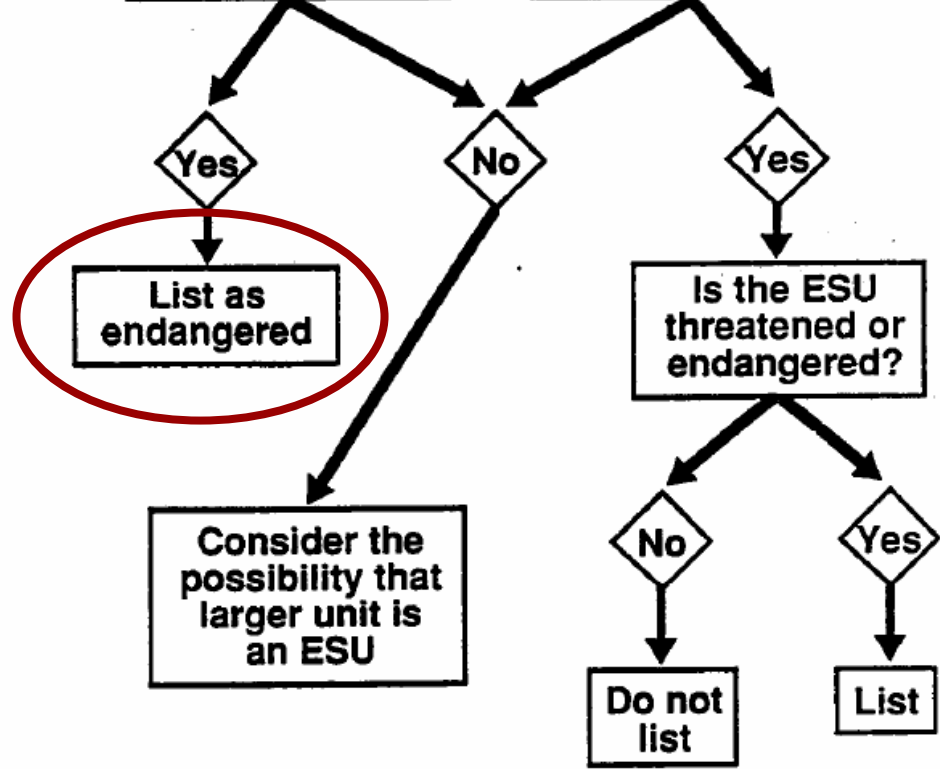 Yes
No
Yes
List as
endangered
Is the ESU
threatened or
endangered?
Consider the
possibility that
larger unit is
an ESU
No
Yes
Do not
list
List